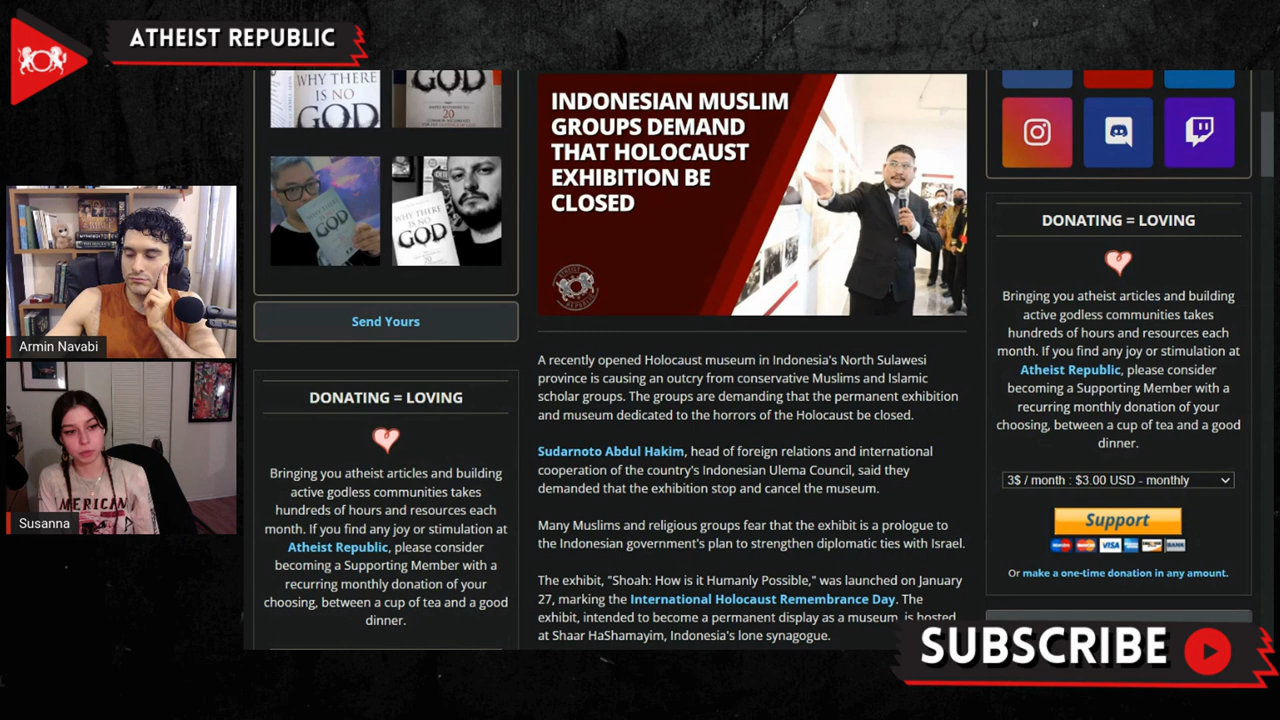 ATHEIST REPUBLIC
WHY THERE
IS NO
GOD
GOD
20
GOD
WHY THERE
IS NO
GOD
Send Yours
DONATING = LOVING
Bringing you atheist articles and building
active godless communities takes
hundreds of hours and resources each
month. If you find any joy or stimulation at
Atheist Republic, please consider
becoming a Supporting Member with a
recurring monthly donation of your
choosing, between a cup of tea and a good
dinner.
Armin Navabi
Susanna
MERICAN
INDONESIAN MUSLIM
GROUPS DEMAND
THAT HOLOCAUST
EXHIBITION BE
CLOSED
A recently opened Holocaust museum in Indonesia's North Sulawesi
province is causing an outcry from conservative Muslims and Islamic
scholar groups. The groups are demanding that the permanent exhibition
and museum dedicated to the horrors of the Holocaust be closed.
Sudarnoto Abdul Hakim, head of foreign relations and international
cooperation of the country's Indonesian Ulema Council, said they
demanded that the exhibition stop and cancel the museum.
Many Muslims and religious groups fear that the exhibit is a prologue to
the Indonesian government's plan to strengthen diplomatic ties with Israel.
The exhibit, "Shoah: How is it Humanly Possible," was launched on January
27, marking the International Holocaust Remembrance Day. The
exhibit, intended to become a permanent display as a museum, is hosted
at Shaar HaShamayim, Indonesia's lone synagogue.
DONATING = LOVING
Bringing you atheist articles and building
active godless communities takes
hundreds of hours and resources each
month. If you find any joy or stimulation at
Atheist Republic, please consider
becoming a Supporting Member with a
recurring monthly donation of your
choosing, between a cup of tea and a good
dinner.
3$ / month : $3.00 USD - monthly
Support
VISA
BANK
Or make a one-time donation in any amount.
SUBSCRIBE